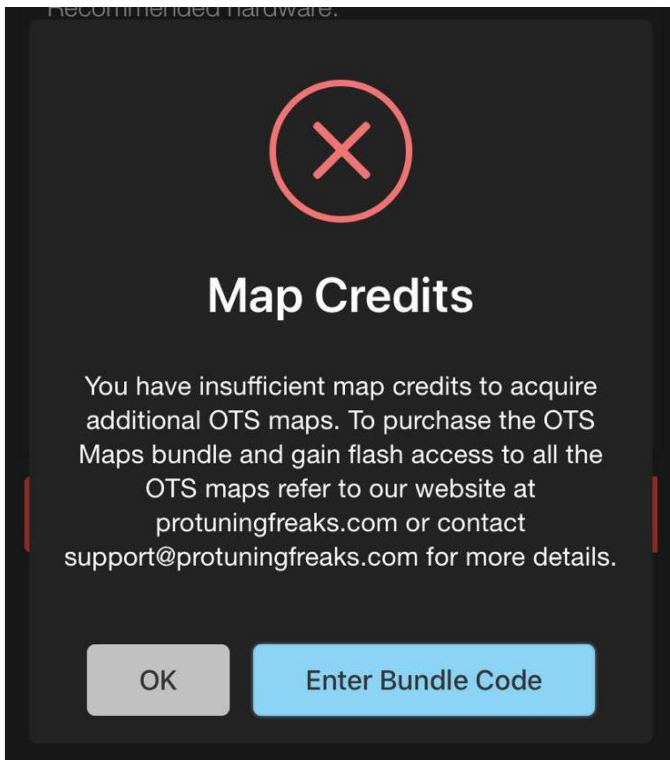 Recommended hardware.
Map Credits
You have insufficient map credits to acquire
additional OTS maps. To purchase the OTS
Maps bundle and gain flash access to all the
OTS maps refer to our website at
protuningfreaks.com or contact
support@protuningfreaks.com for more details.
OK
Enter Bundle Code